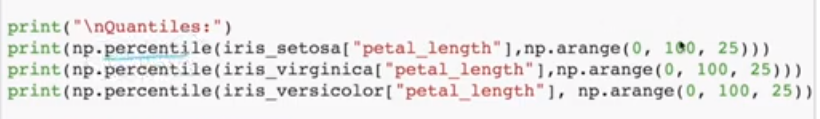 print("\nQuantiles:")
print(np.percentile(iris_setosa["petal_length"],np.arange(0, 100, 25)))
print(np.percentile(iris_virginica["petal_length"],np.arange(0, 100, 25)))
print(np.percentile(iris_versicolor["petal_length"], np.arange(0, 100, 25))